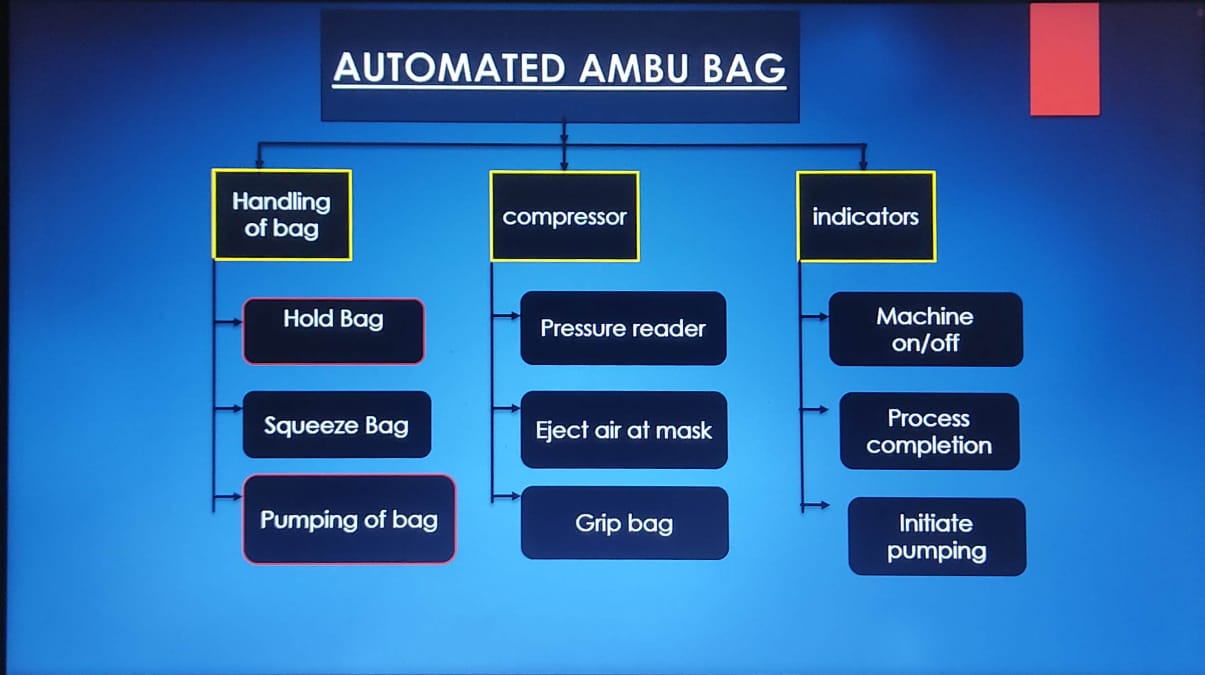 AUTOMATED AMBU BAG
Handling
of bag
compressor
indicators
Hold Bag
Squeeze Bag
Pumping of bag
Pressure reader
Eject air at mask
Grip bag
Machine
on/off
Process
completion
Initiate
pumping